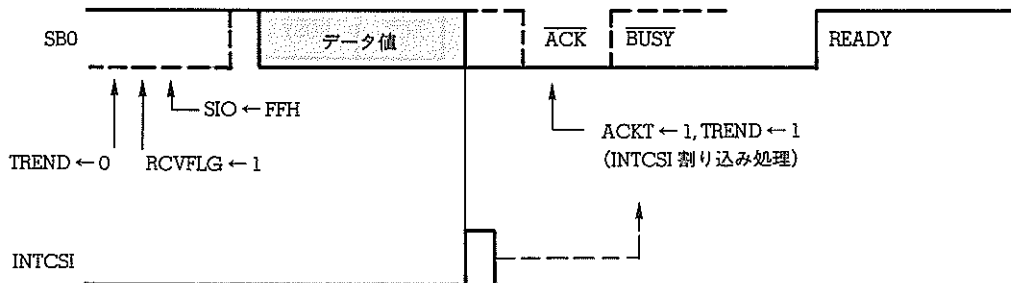 SB0 データ値 ACK BUSY READY
SIO ← FFH
TREND ← 0 RCVFLG ← 1
ACKT ← 1, TREND ← 1
(INTCSI 割り込み処理)
INTCSI